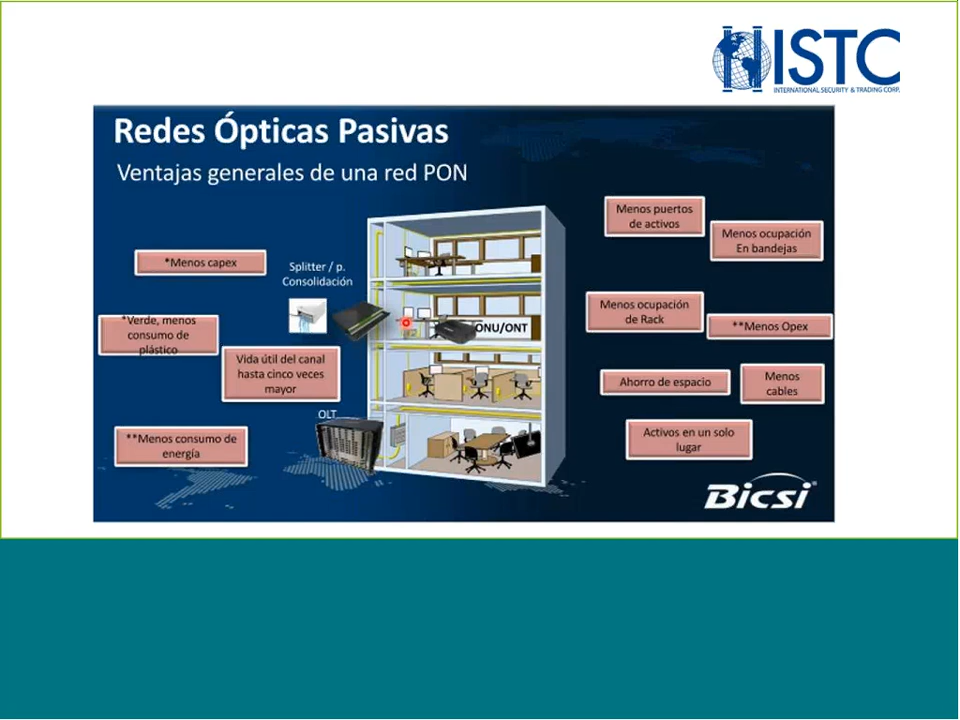 HISTC
INTERNATIONAL SECURITY & TRADING CORP.
Redes Ópticas Pasivas
Ventajas generales de una red PON
*Menos capex
Splitter / p.
Consolidación
*Verde, menos
consumo de
plástico
Vida útil del canal
hasta cinco veces
mayor
OLT
**Menos consumo de
energía
ONU/ONT
Menos puertos
de activos
Menos ocupación
En bandejas
Menos ocupación
de Rack
**Menos Opex
Ahorro de espacio
Menos
cables
Activos en un solo
lugar
Bicsi